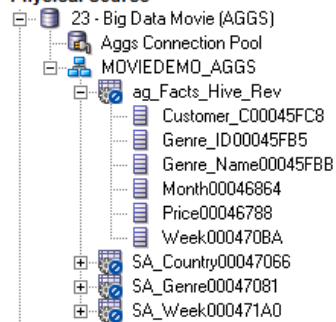 Physical Source
23 - Big Data Movie (AGGS)
Aggs Connection Pool
MOVIEDEMO_AGGS
ag_Facts_Hive_Rev
Customer_C00045FC8
Genre_ID00045FB5
Genre_Name00045FBB
Month00046864
Price00046788
Week000470BA
SA_Country00047066
SA_Genre00047081
SA_Week000471A0